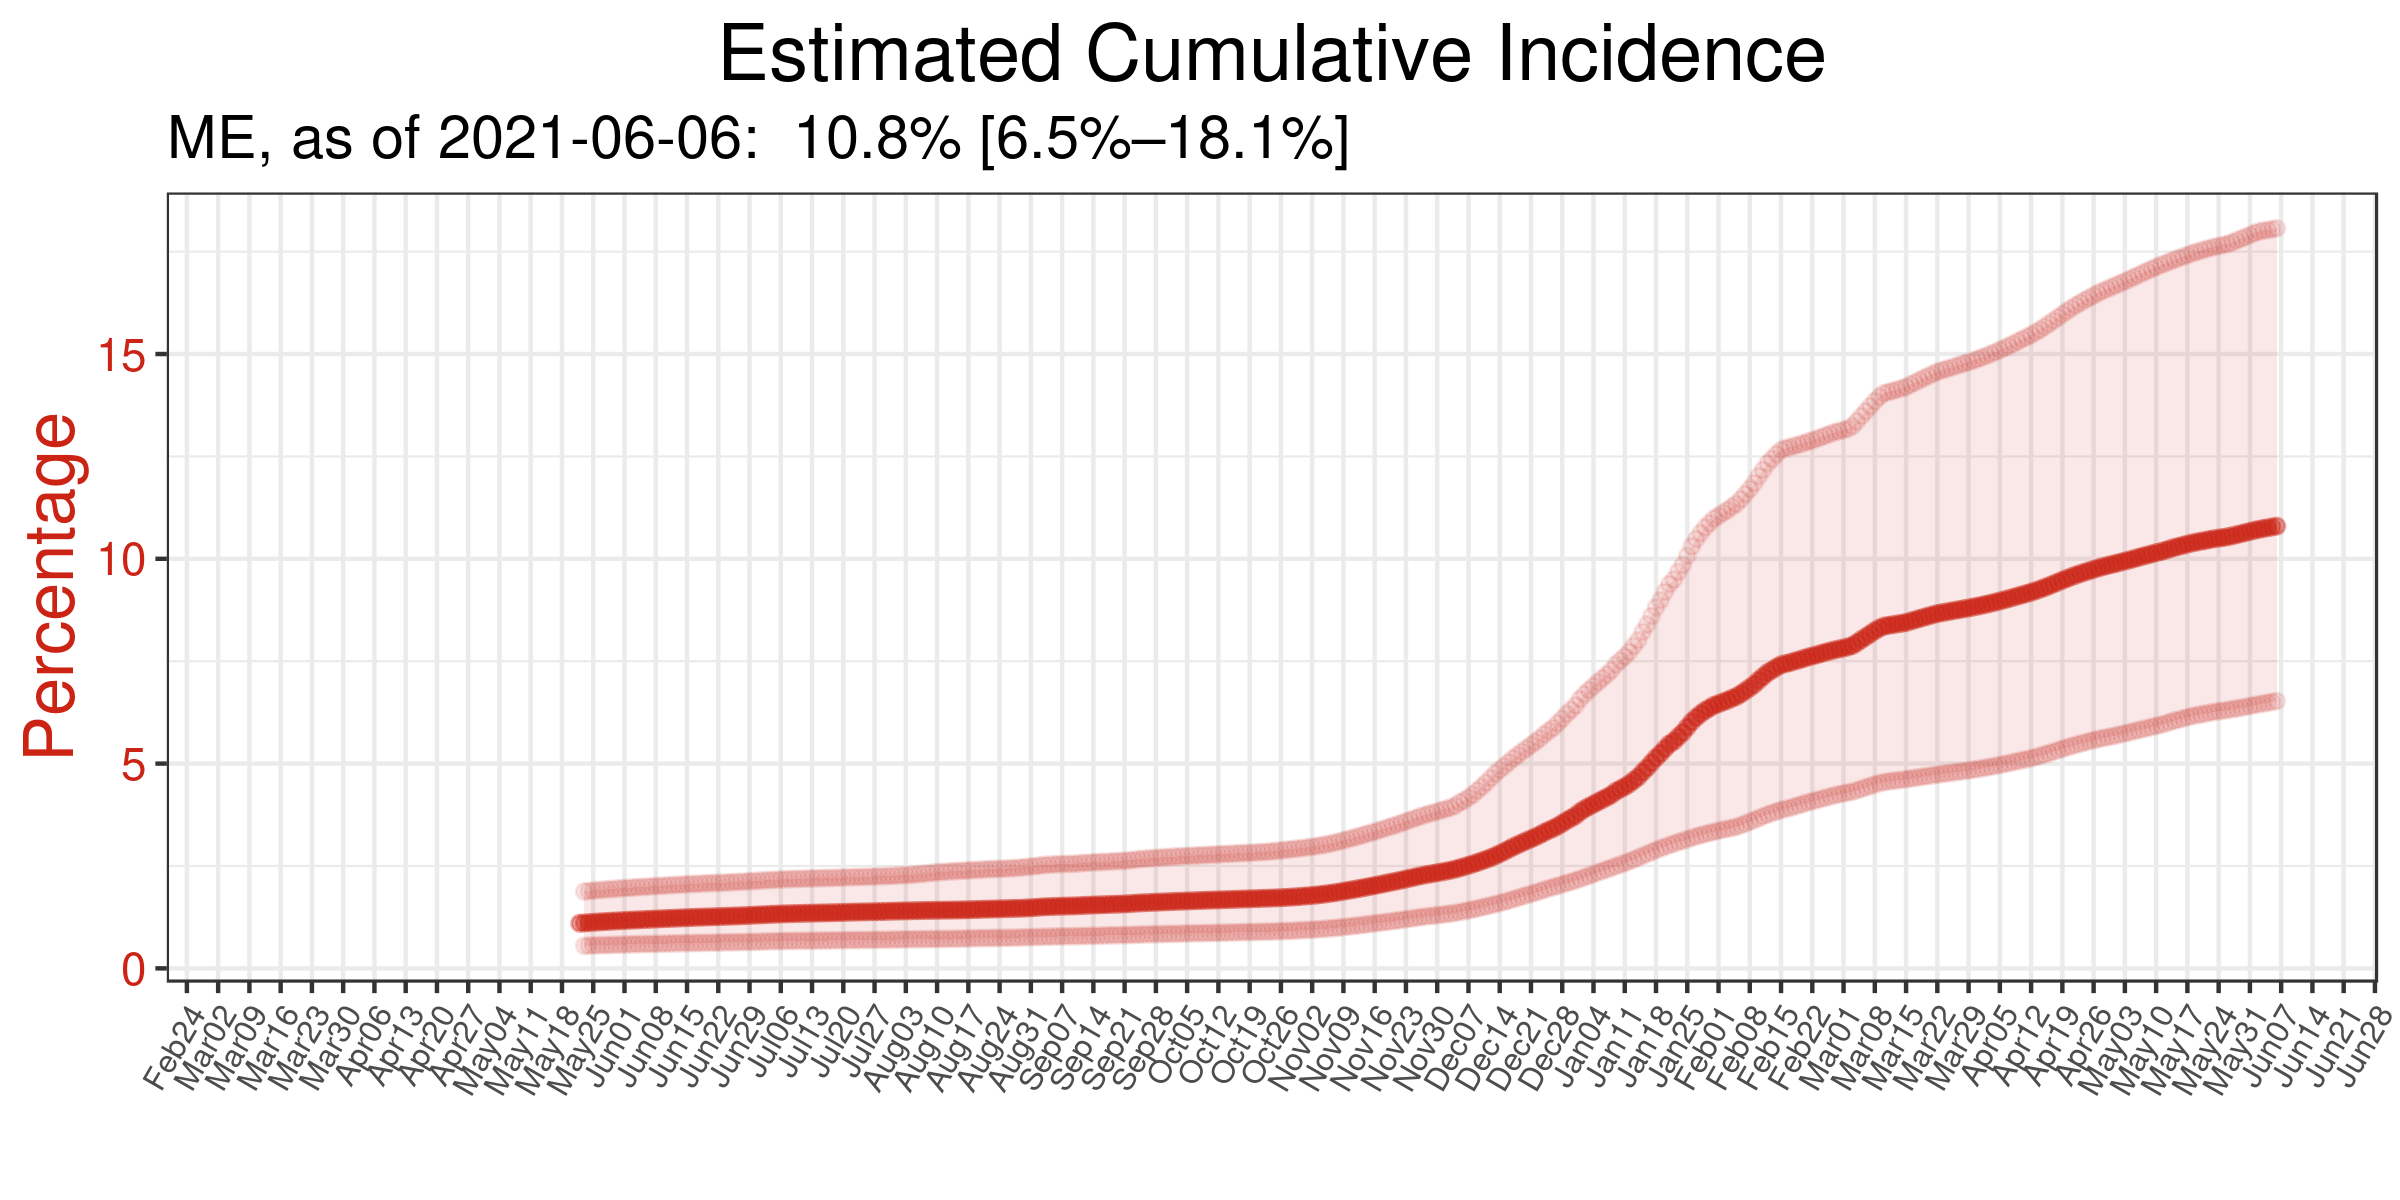 Estimated Cumulative Incidence
ME, as of 2021-06-06:  10.8% [6.5%–18.1%]
Percentage
15
10
5
0
Feb24
Mar02
Mar09
Mar16
Mar23
Mar30
Apr06
Apr13
Apr20
Apr27
May04
May11
May18
May25
Jun01
Jun08
Jun15
Jun22
Jun29
Jul06
Jul13
Jul20
Jul27
Aug03
Aug10
Aug17
Aug24
Aug31
Sep07
Sep14
Sep21
Sep28
Oct05
Oct12
Oct19
Oct26
Nov02
Nov09
Nov16
Nov23
Nov30
Dec07
Dec14
Dec21
Dec28
Jan04
Jan11
Jan18
Jan25
Feb01
Feb08
Feb15
Feb22
Mar01
Mar08
Mar15
Mar22
Mar29
Apr05
Apr12
Apr19
Apr26
May03
May10
May17
May24
May31
Jun07
Jun14
Jun21
Jun28